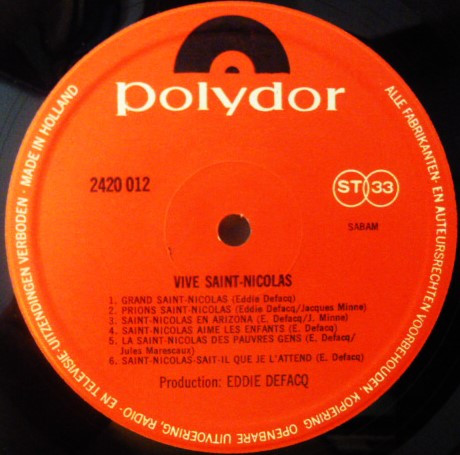 polydor
2420 012
ST 33
SABAM
VIVE SAINT-NICOLAS
1. GRAND SAINT-NICOLAS (Eddie Defacq)
2. PRIONS SAINT-NICOLAS (Eddie Defacq/Jacques Minne)
3. SAINT-NICOLAS EN ARIZONA (E. Defacq/J. Minne)
4. SAINT-NICOLAS AIME LES ENFANTS (E. Defacq)
5. LA SAINT-NICOLAS DES PAUVRES GENS (E. Defacq/
Jules Marescaux)
6. SAINT-NICOLAS-SAIT-IL QUE JE L'ATTEND (E. Defacq)
Production: EDDIE DEFACQ
ALLE FABRIKANTEN- EN AUTEURSRECHTEN VOORBEHOUDEN, KOPIERING, OPENBARE UITVOERING, RADIO- EN TELEVISIE-UITZENDINGEN VERBODEN · MADE IN HOLLAND